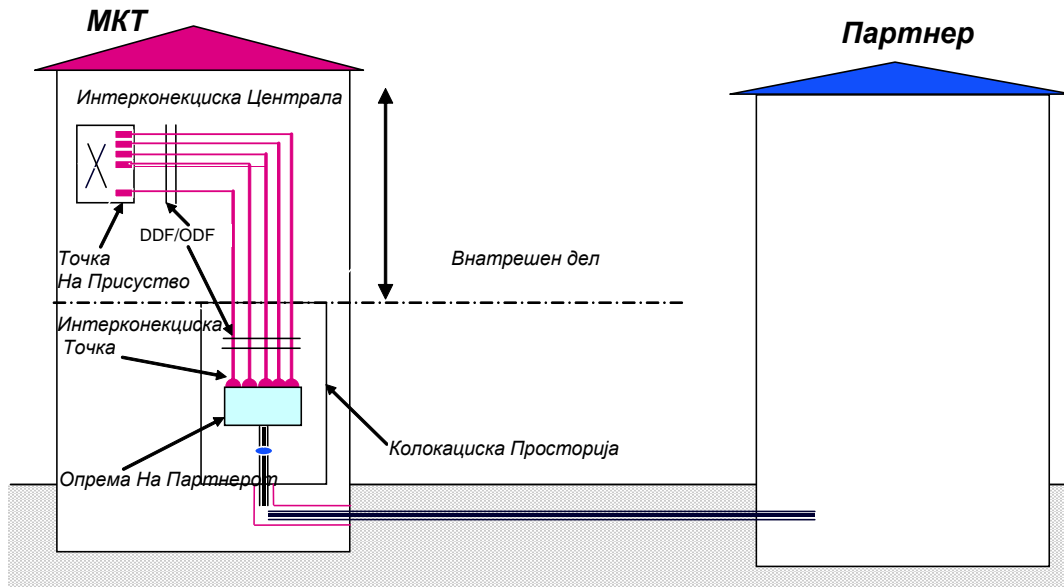 МКТ
Партнер
Интерконекциска Централа
DDF/ODF
Точка
На Присуство
Внатрешен дел
Интерконекциска
Точка
Колокациска Просторија
Опрема На Партнерот